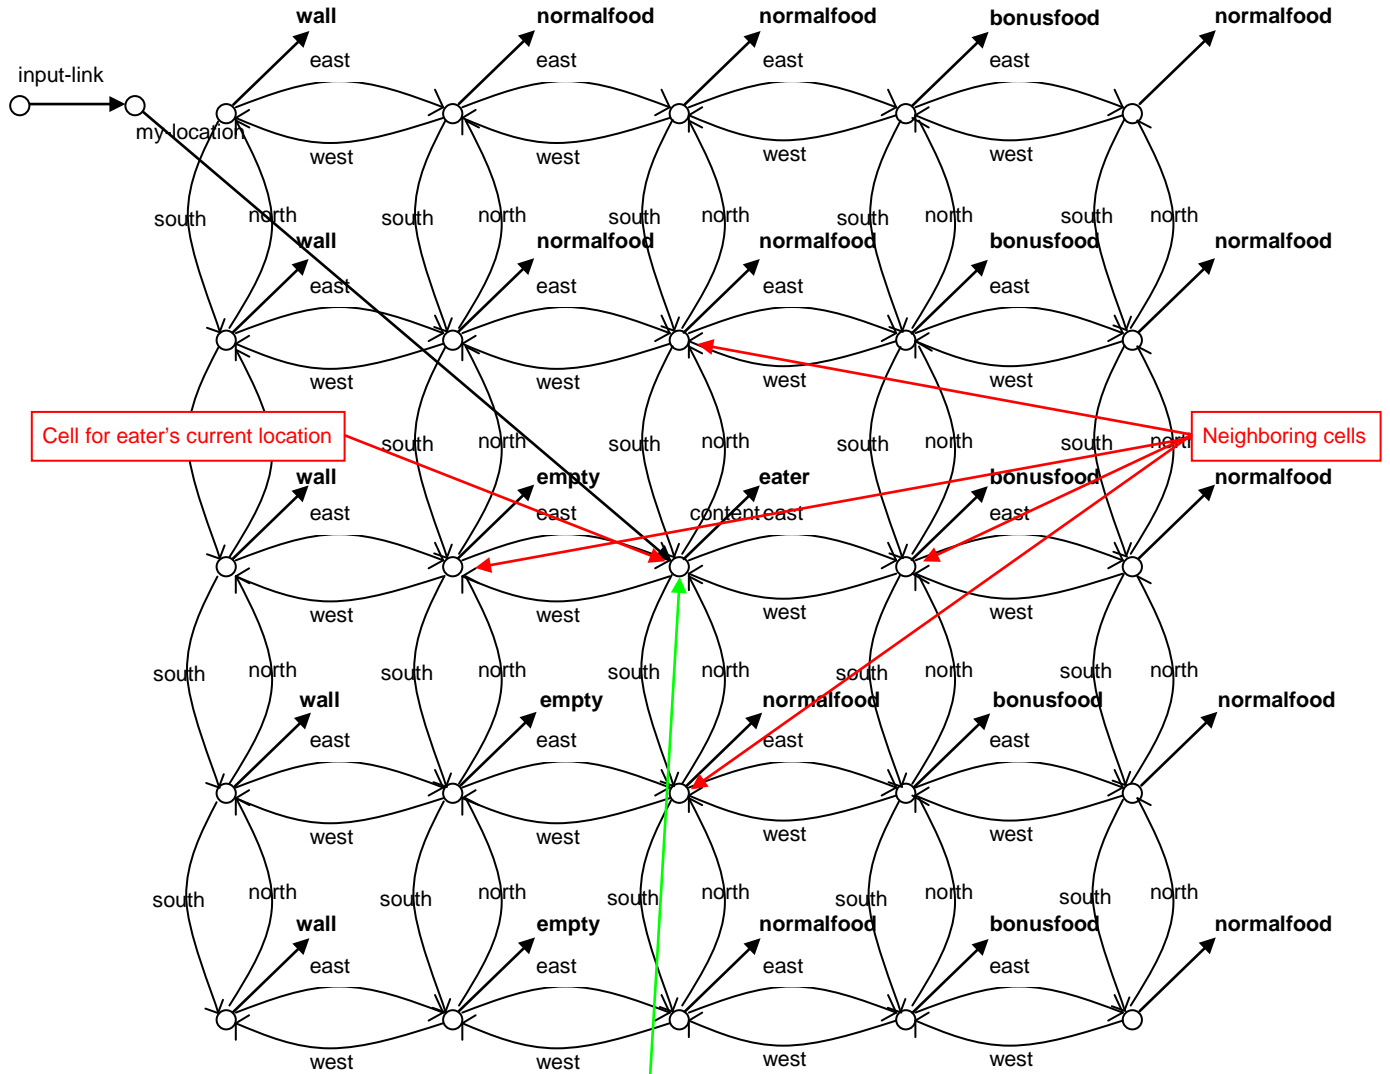 wall normalfood normalfood bonusfood normalfood
east east east east
input-link
my-location
west west west west
south north south north south north south north south north
wall normalfood normalfood bonusfood normalfood
east east east east
west west west west
Cell for eater's current location south north south north south north Neighboring cells
wall empty eater bonusfood normalfood
east east content east east
west west west west
south north south north south north south north south north
wall empty normalfood bonusfood normalfood
east east east east
west west west west
south north south north south north south north south north
wall empty normalfood bonusfood normalfood
east east east east
west west west west